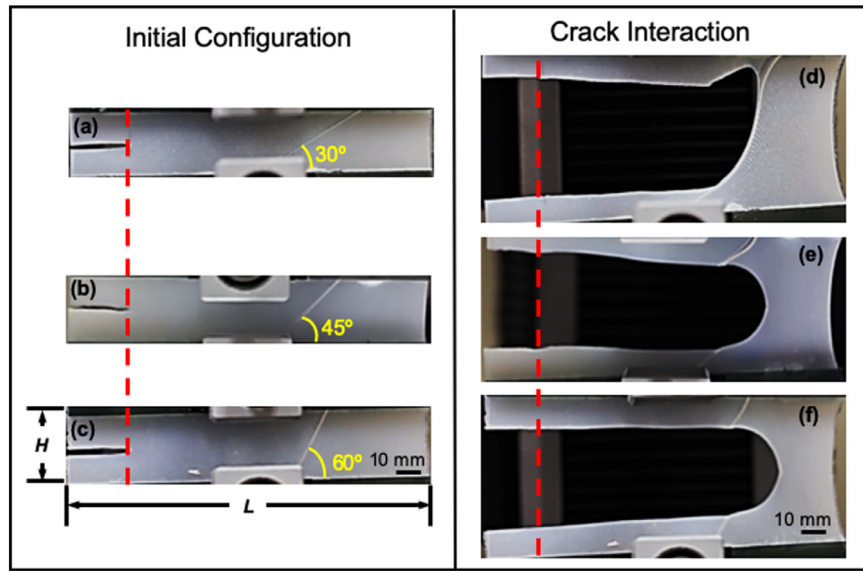 Initial Configuration
Crack Interaction
(a)
30º
(b)
45º
(c)
60º
10 mm
H
L
(d)
(e)
(f)
10 mm